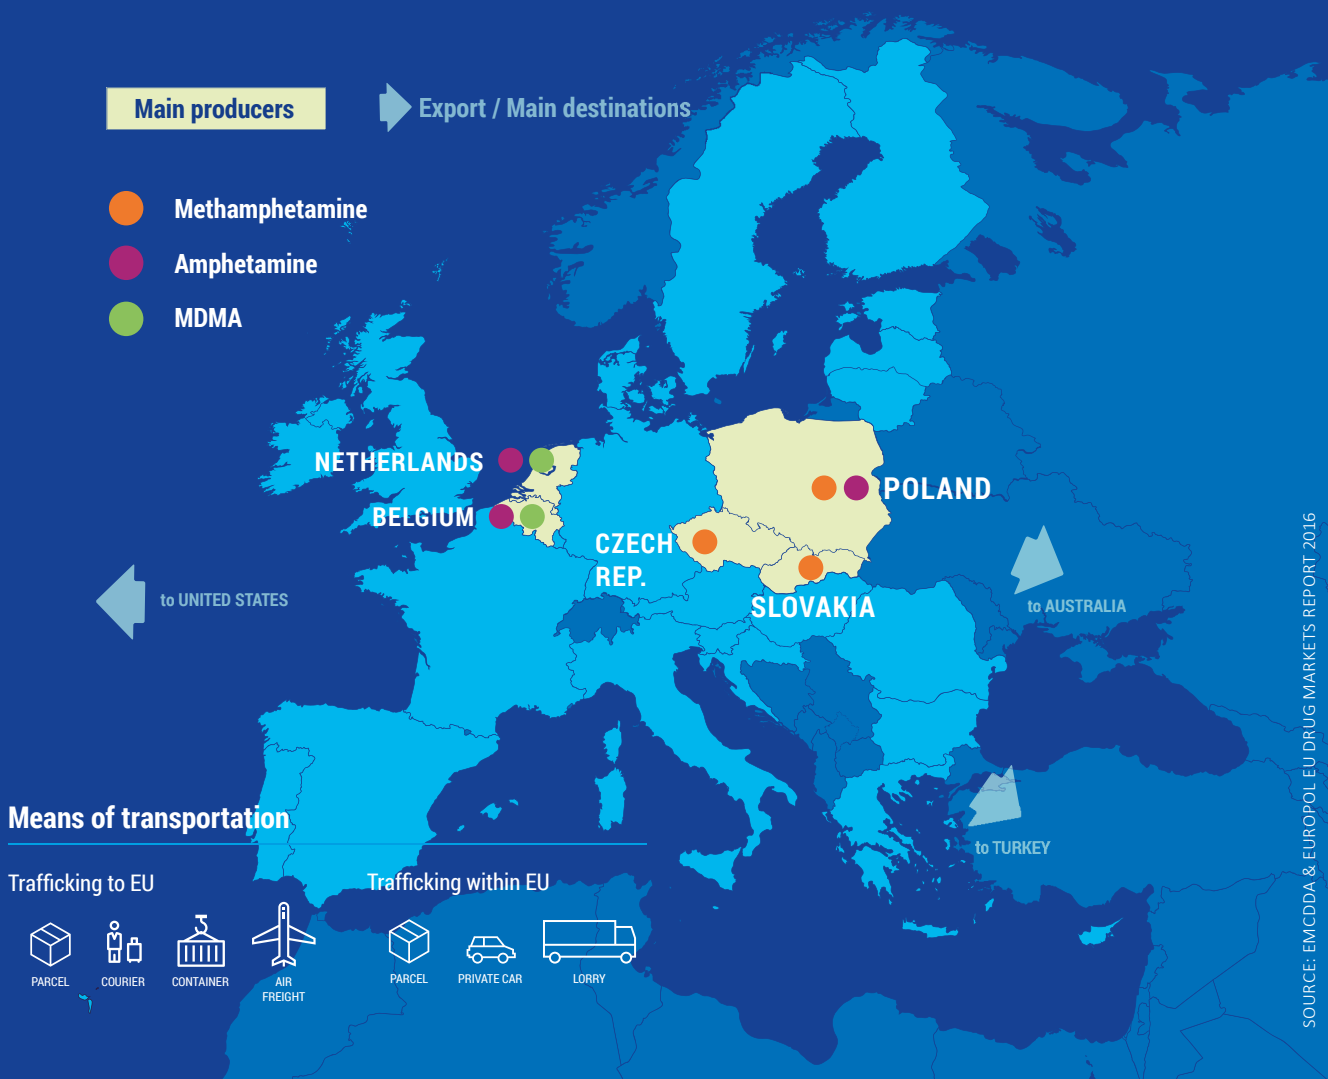 Main producers
Export / Main destinations
Methamphetamine
Amphetamine
MDMA
NETHERLANDS
POLAND
BELGIUM
CZECH
REP.
SLOVAKIA
to UNITED STATES
to AUSTRALIA
to TURKEY
Means of transportation
Trafficking to EU
Trafficking within EU
PARCEL
COURIER
CONTAINER
AIR
FREIGHT
PARCEL
PRIVATE CAR
LORRY
SOURCE: EMCDDA & EUROPOL EU DRUG MARKETS REPORT 2016